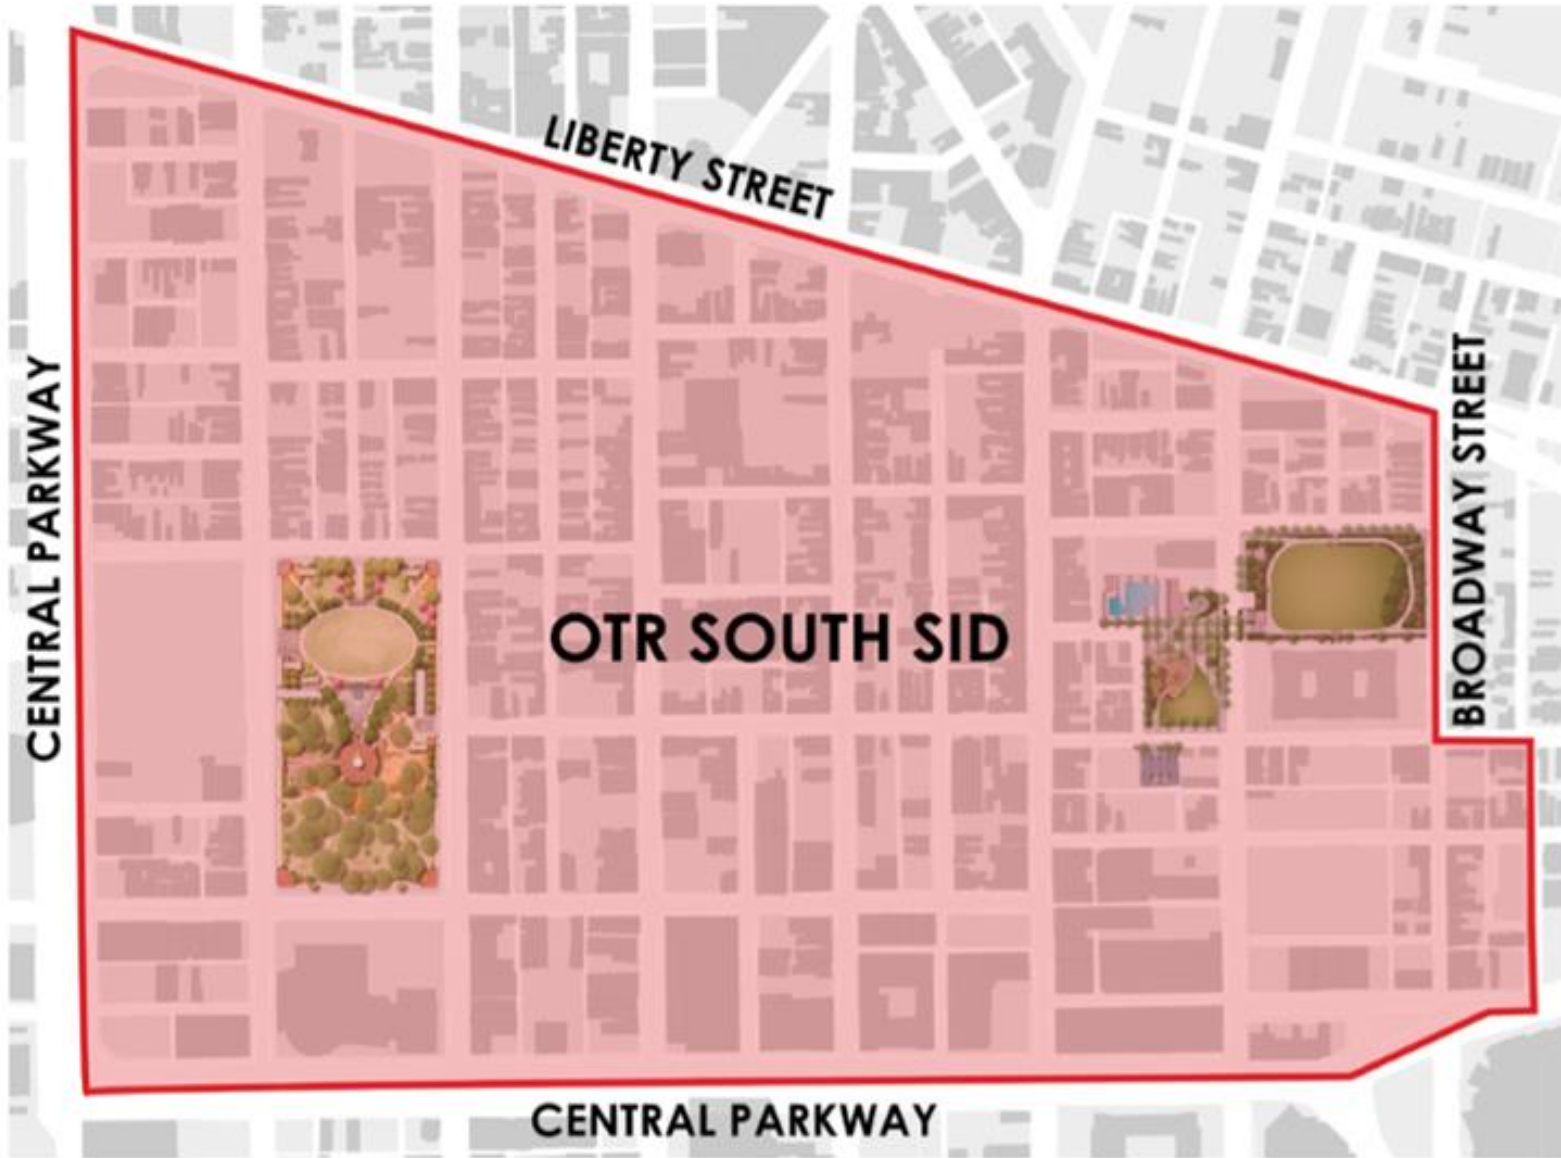 LIBERTY STREET
CENTRAL PARKWAY
BROADWAY STREET
OTR SOUTH SID
CENTRAL PARKWAY